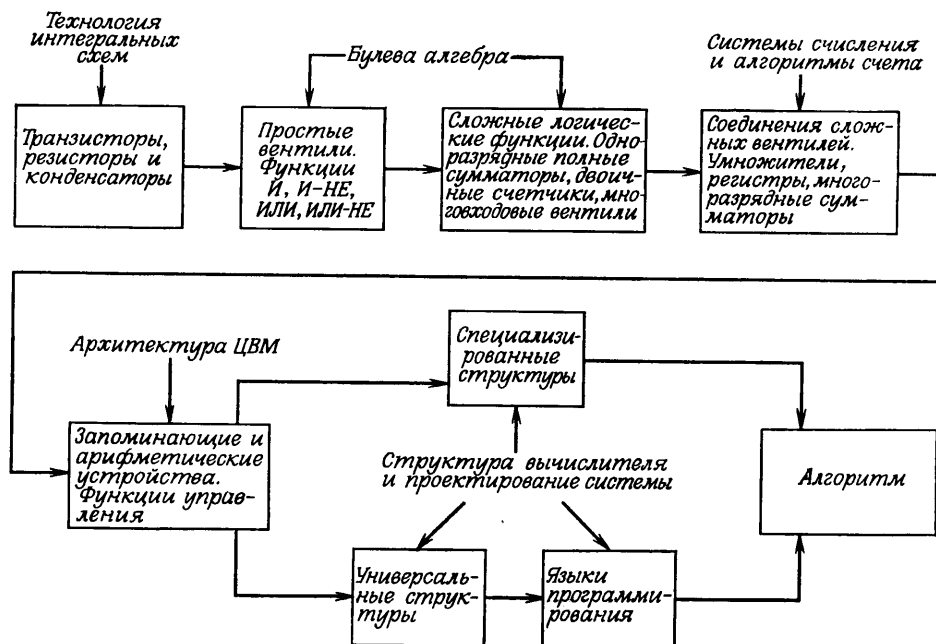 Технология
интегральных
схем
Булева алгебра
Системы счисления
и алгоритмы счета
Транзисторы,
резисторы и
конденсаторы
Простые
вентили.
Функции
И, И-НЕ,
ИЛИ, ИЛИ-НЕ
Сложные логичес-
кие функции. Одно-
разрядные полные
сумматоры, двоич-
ные счетчики, мно-
говходовые вентили
Соединения слож-
ных вентилей.
Умножители,
регистры, много-
разрядные сум-
маторы
Архитектура ЦВМ
Специализи-
рованные
структуры
Запоминающие и
арифметические
устройства.
Функции управ-
ления
Структура вычислителя
и проектирование системы
Алгоритм
Универсаль-
ные струк-
туры
Языки
программи-
рования